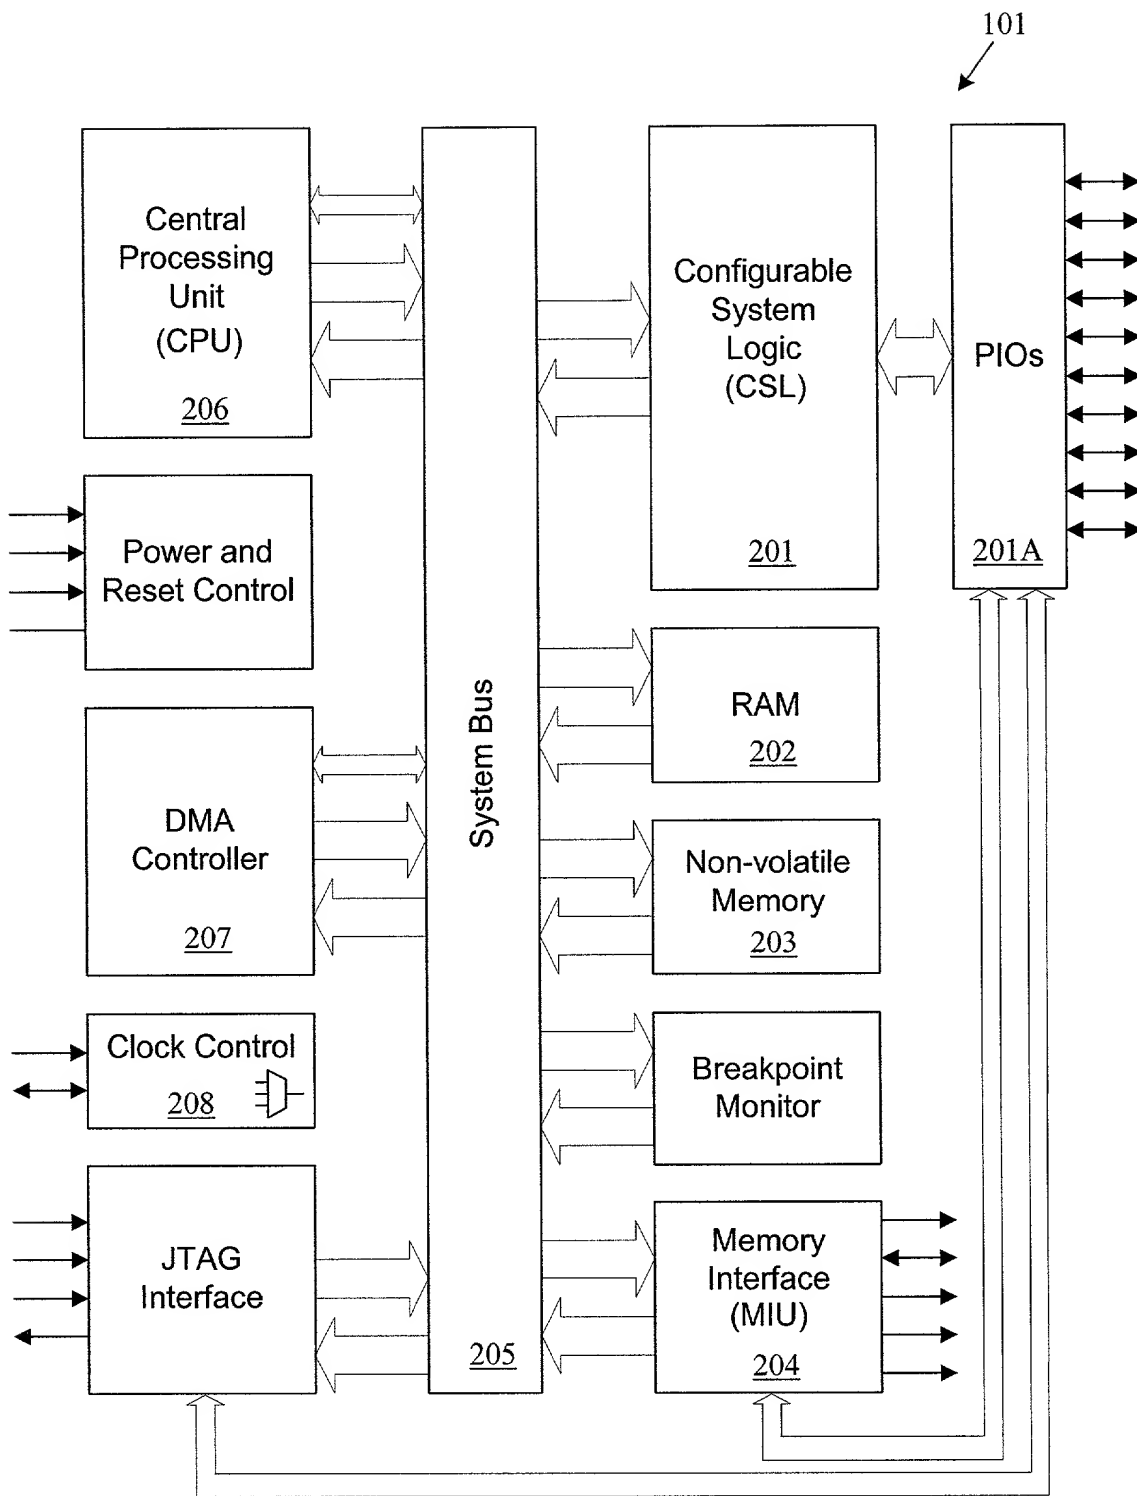 101
Central
Processing
Unit
(CPU)
206
Power and
Reset Control
DMA
Controller
207
Clock Control
208
JTAG
Interface
System Bus
205
Configurable
System
Logic
(CSL)
201
PIOs
201A
RAM
202
Non-volatile
Memory
203
Breakpoint
Monitor
Memory
Interface
(MIU)
204